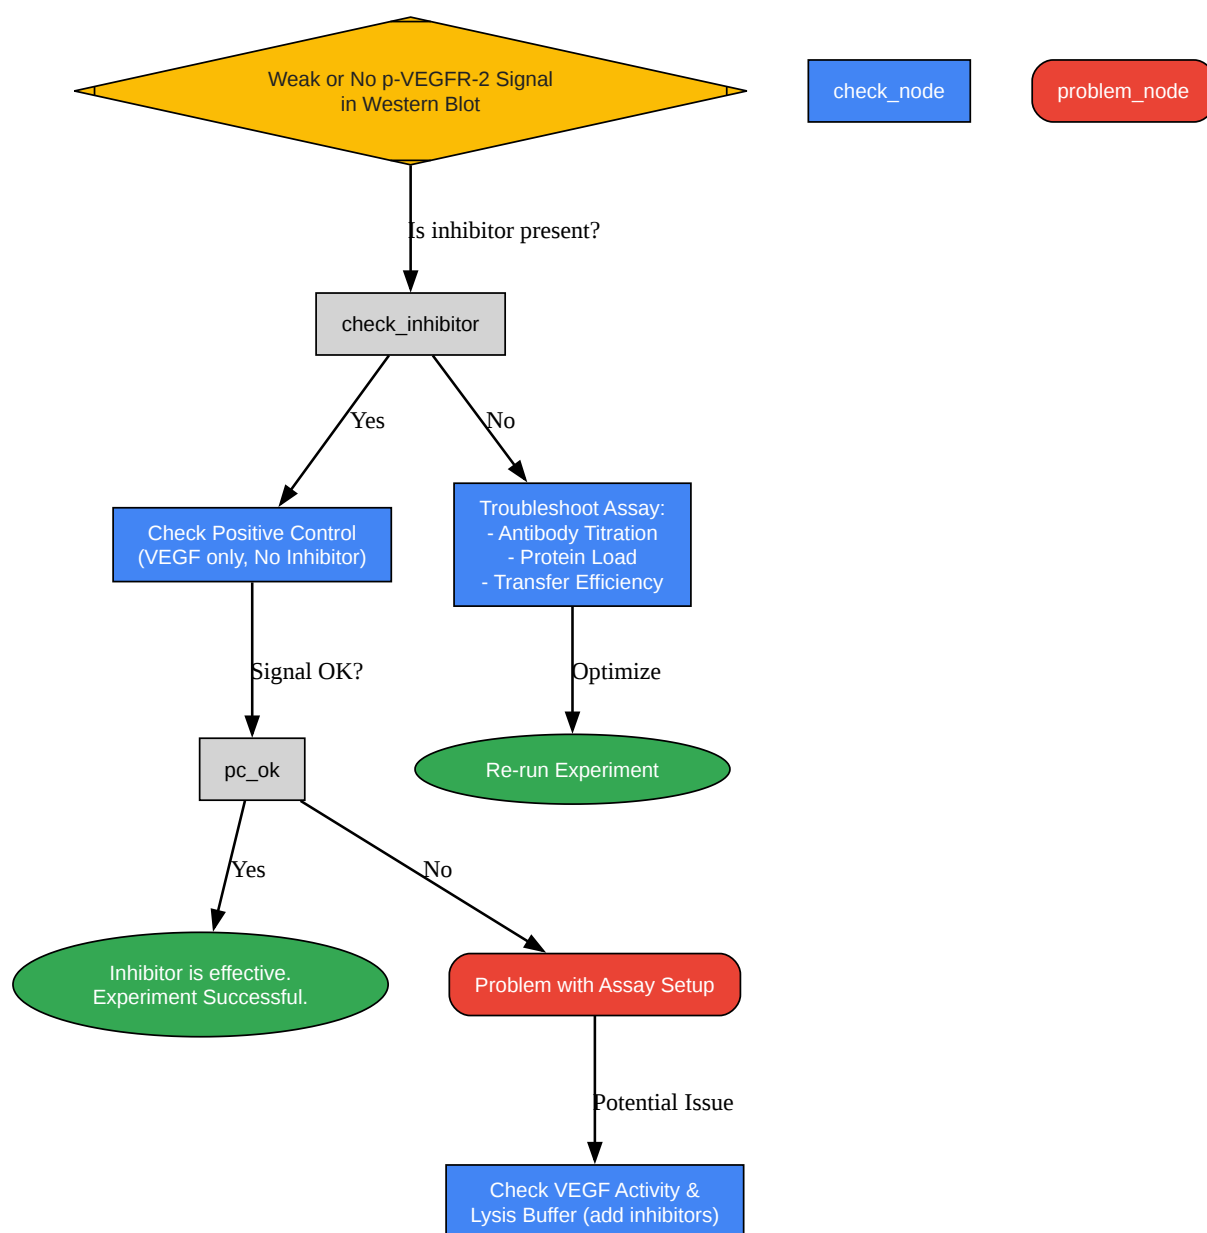 Weak or No p-VEGFR-2 Signal
in Western Blot
check_node
problem_node
Is inhibitor present?
check_inhibitor
Yes
No
Check Positive Control
(VEGF only, No Inhibitor)
Troubleshoot Assay:
- Antibody Titration
- Protein Load
- Transfer Efficiency
Signal OK?
Optimize
pc_ok
Re-run Experiment
Yes
No
Inhibitor is effective.
Experiment Successful.
Problem with Assay Setup
Potential Issue
Check VEGF Activity &
Lysis Buffer (add inhibitors)